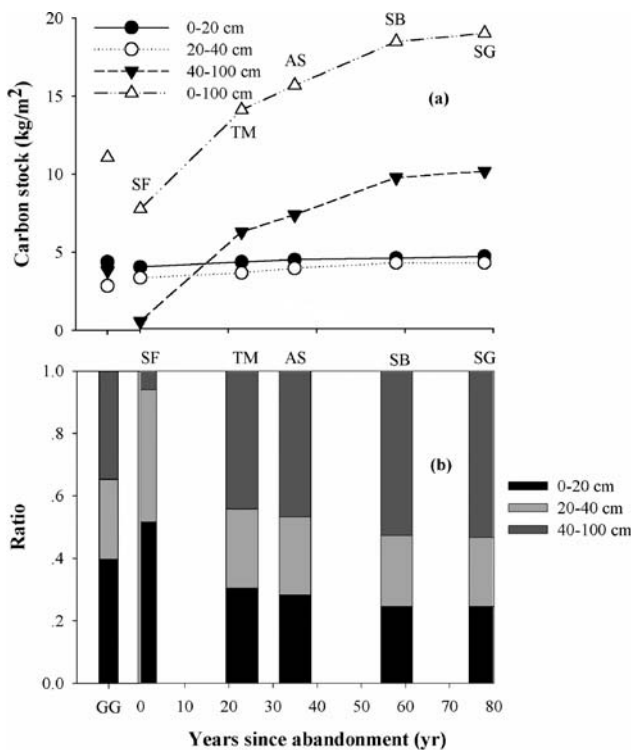 20
15
10
5
0
Carbon stock (kg/m²)
0-20 cm
20-40 cm
40-100 cm
0-100 cm
SF
TM
AS
SB
SG
(a)
SF
TM
AS
SB
SG
1.0
.8
.6
.4
.2
0.0
Ratio
(b)
0-20 cm
20-40 cm
40-100 cm
GG 0 10 20 30 40 50 60 70 80
Years since abandonment (yr)